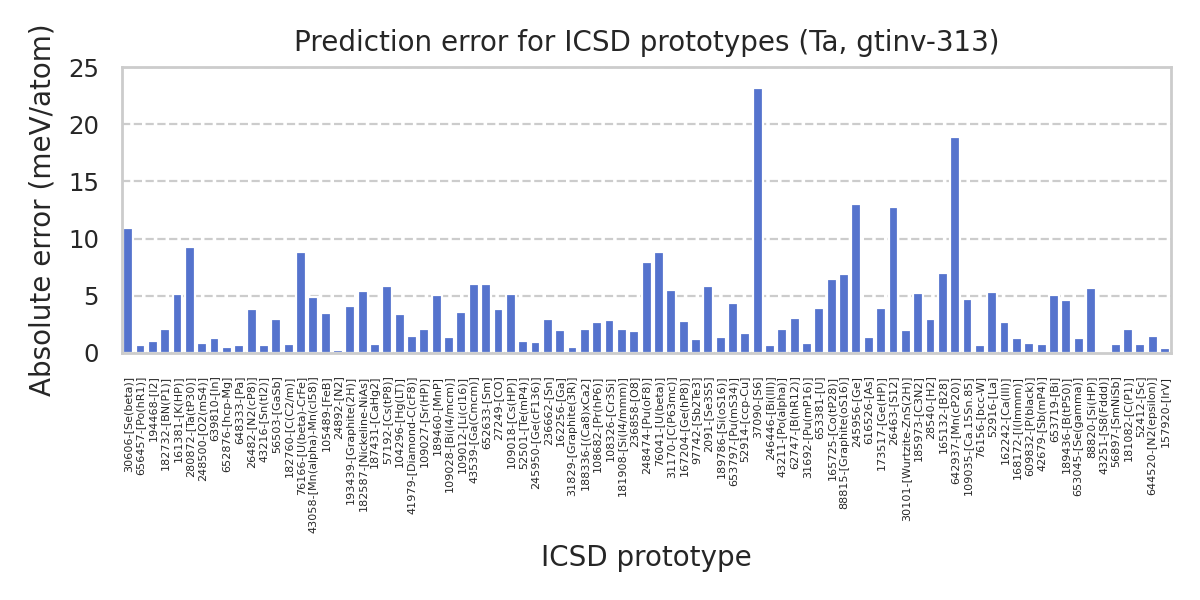 Prediction error for ICSD prototypes (Ta, gtinv-313)
Absolute error (meV/atom)
25
20
15
10
5
0
30606-[Se(beta)]
656457-[Po(hR1)]
194468-[I2]
182732-[BN(P1)]
161381-[K(HP)]
280872-[Ta(tP30)]
248500-[O2(mS4)]
639810-[In]
652876-[hcp-Mg]
648333-[Pa]
26482-[N2(cP8)]
43216-[Sn(tI2)]
56503-[GaSb]
182760-[C(C2/m)]
76166-[U(beta)-CrFe]
43058-[Mn(alpha)-Mn(cI58)]
105489-[FeB]
24892-[N2]
193439-[Graphite(2H)]
182587-[Nickeline-NiAs]
187431-[CaHg2]
57192-[Cs(tP8)]
104296-[Hg(LT)]
41979-[Diamond-C(cF8)]
109027-[Sr(HP)]
189460-[MnP]
109028-[Bi(I4/mcm)]
109012-[Li(cI16)]
43539-[Ga(Cmcm)]
652633-[Sm]
27249-[CO]
109018-[Cs(HP)]
52501-[Te(mP4)]
245950-[Ge(cF136)]
236662-[Sn]
162256-[Ga]
31829-[Graphite(3R)]
188336-[(Ca8)xCa2]
108682-[Pr(hP6)]
108326-[Cr3Si]
181908-[Si(I4/mmm)]
236858-[O8]
248474-[Pu(oF8)]
76041-[U(beta)]
31170-[C(P63mc)]
167204-[Ge(hP8)]
97742-[Sb2Te3]
2091-[Se3S5]
189786-[Si(oS16)]
653797-[Pu(mS34)]
52914-[ccp-Cu]
37090-[S6]
246446-[Bi(III)]
43211-[Po(alpha)]
62747-[B(hR12)]
31692-[Pu(mP16)]
653381-[U]
165725-[Co(tP28)]
88815-[Graphite(oS16)]
245956-[Ge]
616526-[As]
173517-[Ge(HP)]
26463-[S12]
30101-[Wurtzite-ZnS(2H)]
185973-[C3N2]
28540-[H2]
165132-[B28]
642937-[Mn(cP20)]
109035-[Ca.15Sn.85]
76156-[bcc-W]
52916-[La]
162242-[Ca(III)]
168172-[I(Immm)]
609832-[P(black)]
42679-[Sb(mP4)]
653719-[Bi]
189436-[B(tP50)]
653045-[Se(gamma)]
88820-[Si(HP)]
43251-[S8(Fddd)]
56897-[SmNiSb]
181082-[C(P1)]
52412-[Sc]
644520-[N2(epsilon)]
157920-[IrV]
ICSD prototype